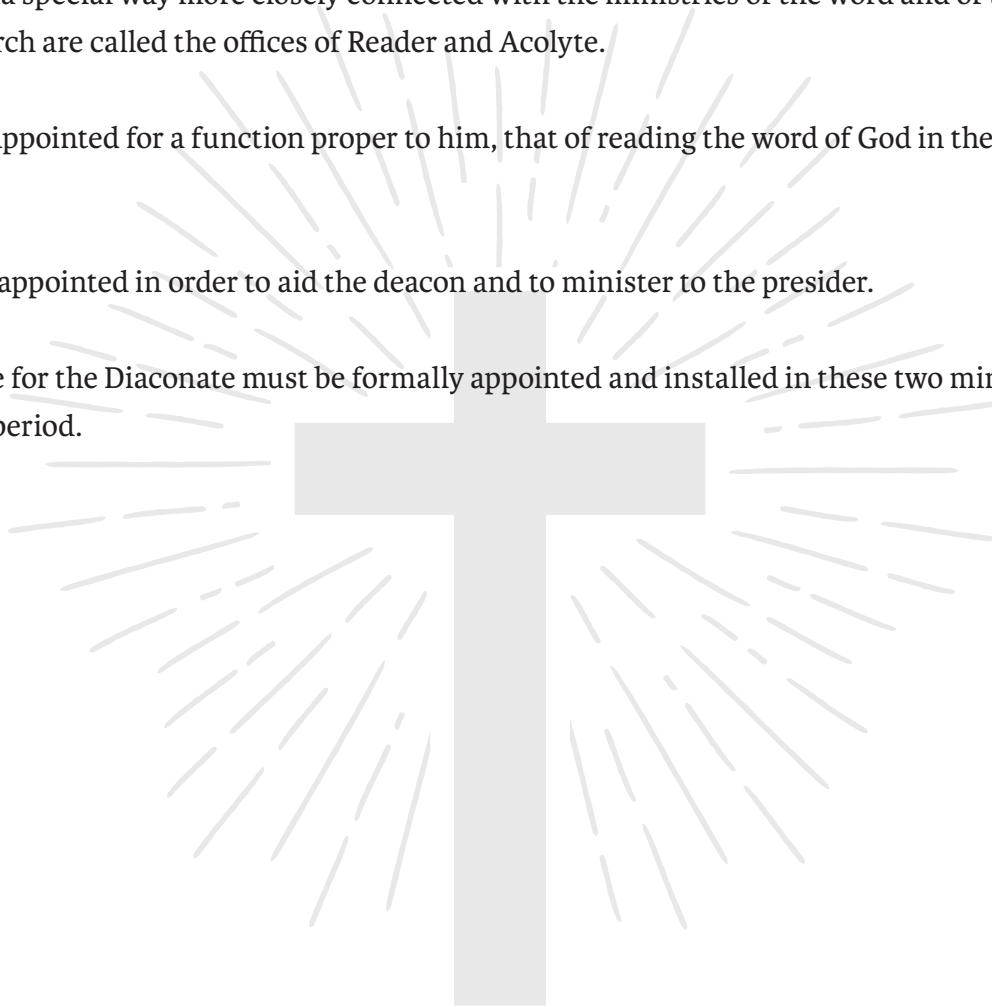 a special way more closely connected with the ministries of the word and of
rch are called the offices of Reader and Acolyte.
ppointed for a function proper to him, that of reading the word of God in the
appointed in order to aid the deacon and to minister to the presider.
e for the Diaconate must be formally appointed and installed in these two
period.